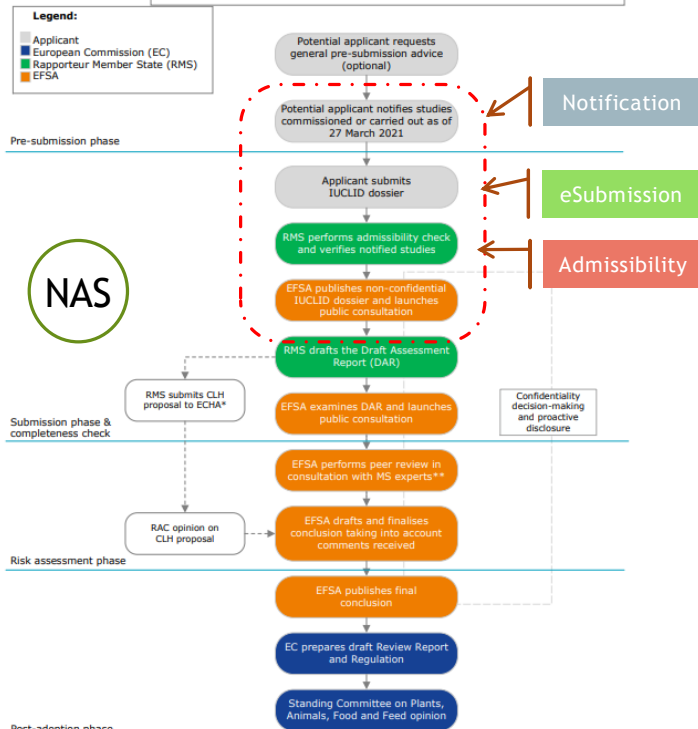 Legend:
Applicant
European Commission (EC)
Rapporteur Member State (RMS)
EFSA
Potential applicant requests
general pre-submission advice
(optional)
Potential applicant notifies studies
commissioned or carried out as of
27 March 2021
Notification
Pre-submission phase
Applicant submits
IUCLID dossier
eSubmission
RMS performs admissibility check
and verifies notified studies
Admissibility
NAS
EFSA publishes non-confidential
IUCLID dossier and launches
public consultation
RMS drafts the Draft Assessment
Report (DAR)
RMS submits CLH
proposal to ECHA*
EFSA examines DAR and launches
public consultation
Confidentiality
decision-making
and proactive
disclosure
Submission phase &
completeness check
EFSA performs peer review in
consultation with MS experts**
RAC opinion on
CLH proposal
EFSA drafts and finalises
conclusion taking into account
comments received
Risk assessment phase
EFSA publishes final
conclusion
EC prepares draft Review Report
and Regulation
Standing Committee on Plants,
Animals, Food and Feed opinion
Post-adoption phase